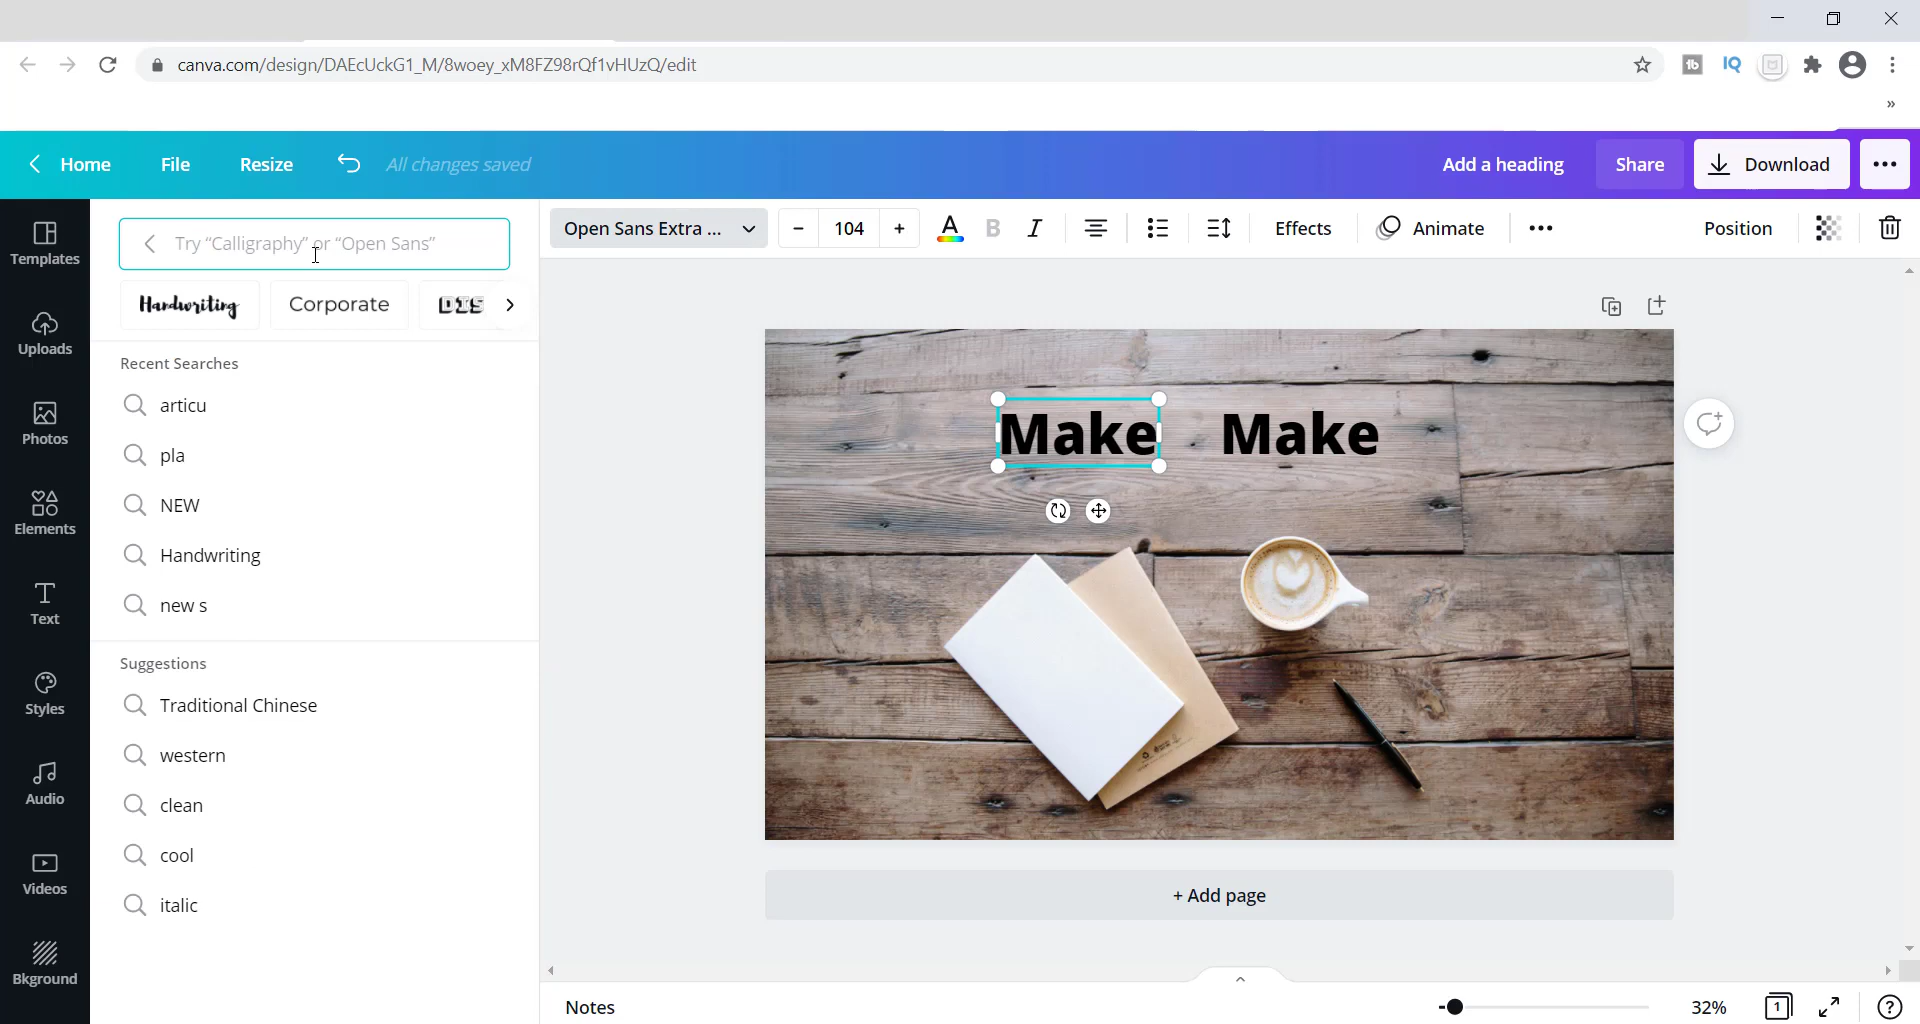 canva.com/design/DAEcUckG1_M/8woey_xM8FZ98rQf1vHUzQ/edit
Home File Resize All changes saved Add a heading Share Download
Templates
Uploads
Photos
Elements
Text
Styles
Audio
Videos
Bkground
Try “Calligraphy” or “Open Sans”
Handwriting Corporate DIS
Recent Searches
articu
pla
NEW
Handwriting
new s
Suggestions
Traditional Chinese
western
clean
cool
italic
Open Sans Extra ... 104 A B I Effects Animate Position
Make Make
+ Add page
Notes 32% 1